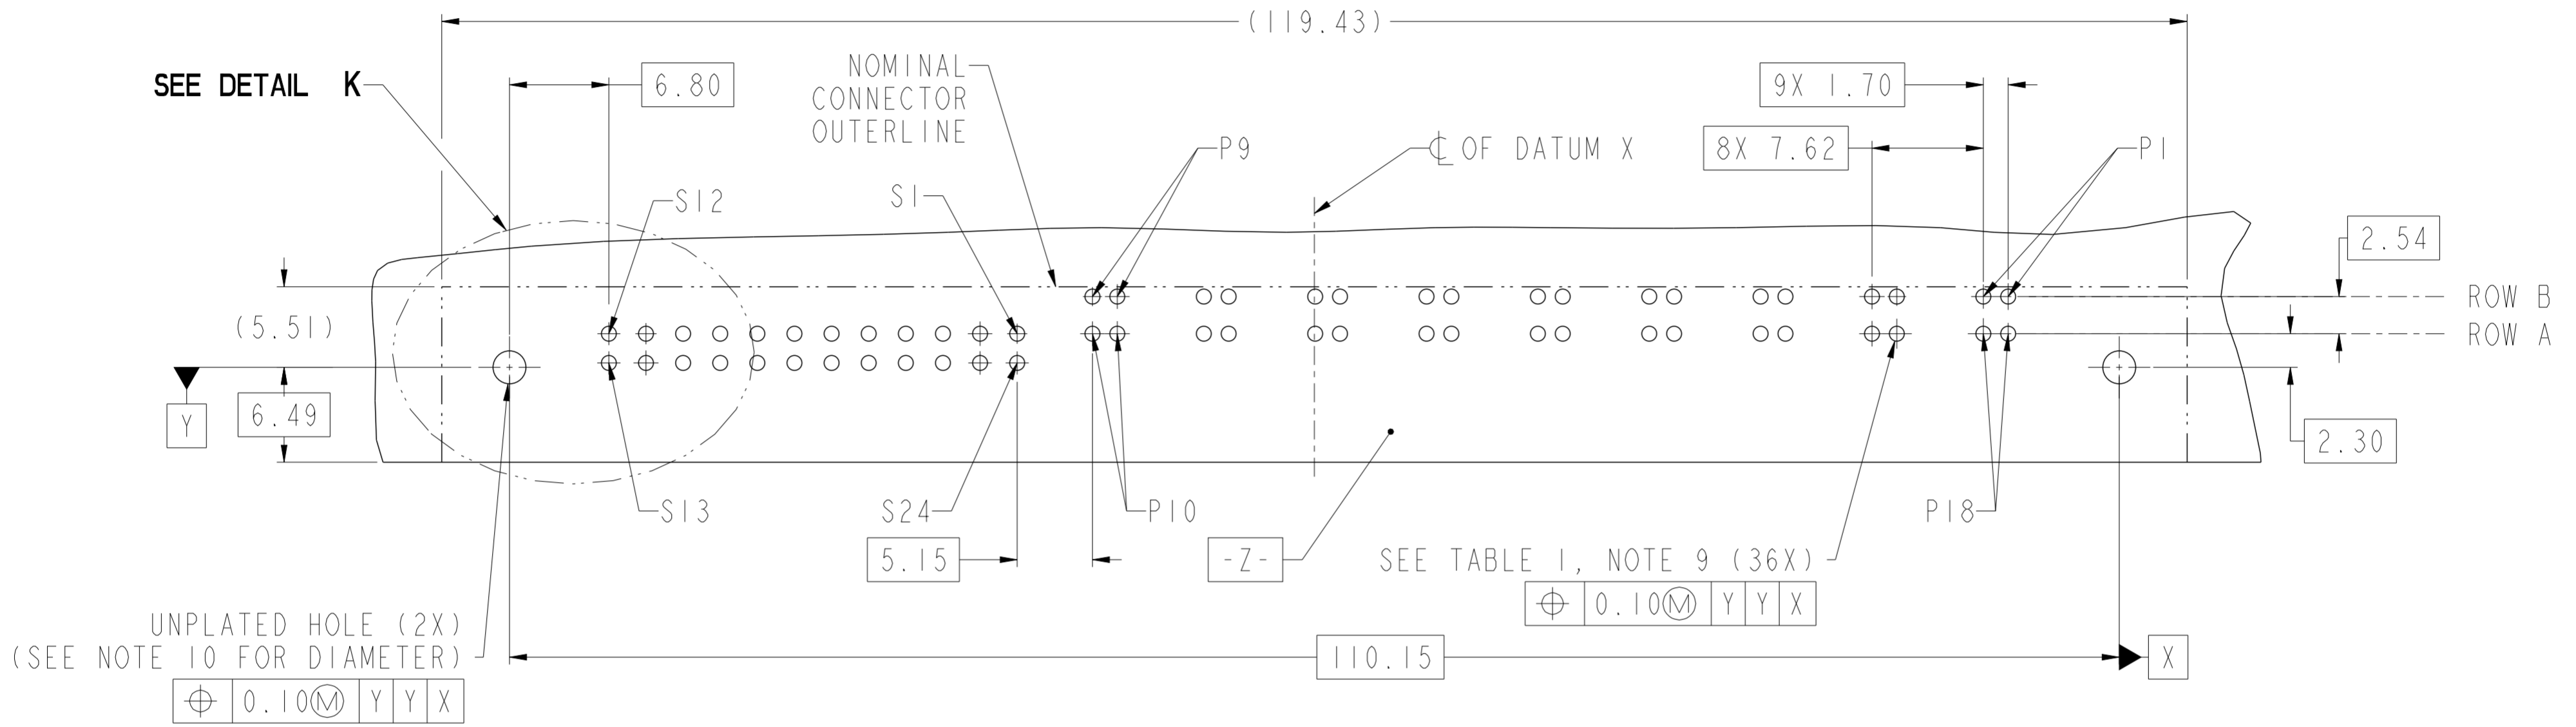 (119.43)
SEE DETAIL K
6.80
NOMINAL
CONNECTOR
OUTERLINE
9X 1.70
P9
℄ OF DATUM X
8X 7.62
P1
S12
S1
2.54
ROW B
(5.51)
ROW A
Y
6.49
2.30
S13
S24
P10
P18
5.15
-Z-
SEE TABLE 1, NOTE 9 (36X)
⌖ 0.10Ⓜ Y Y X
UNPLATED HOLE (2X)
(SEE NOTE 10 FOR DIAMETER)
110.15
X
⌖ 0.10Ⓜ Y Y X